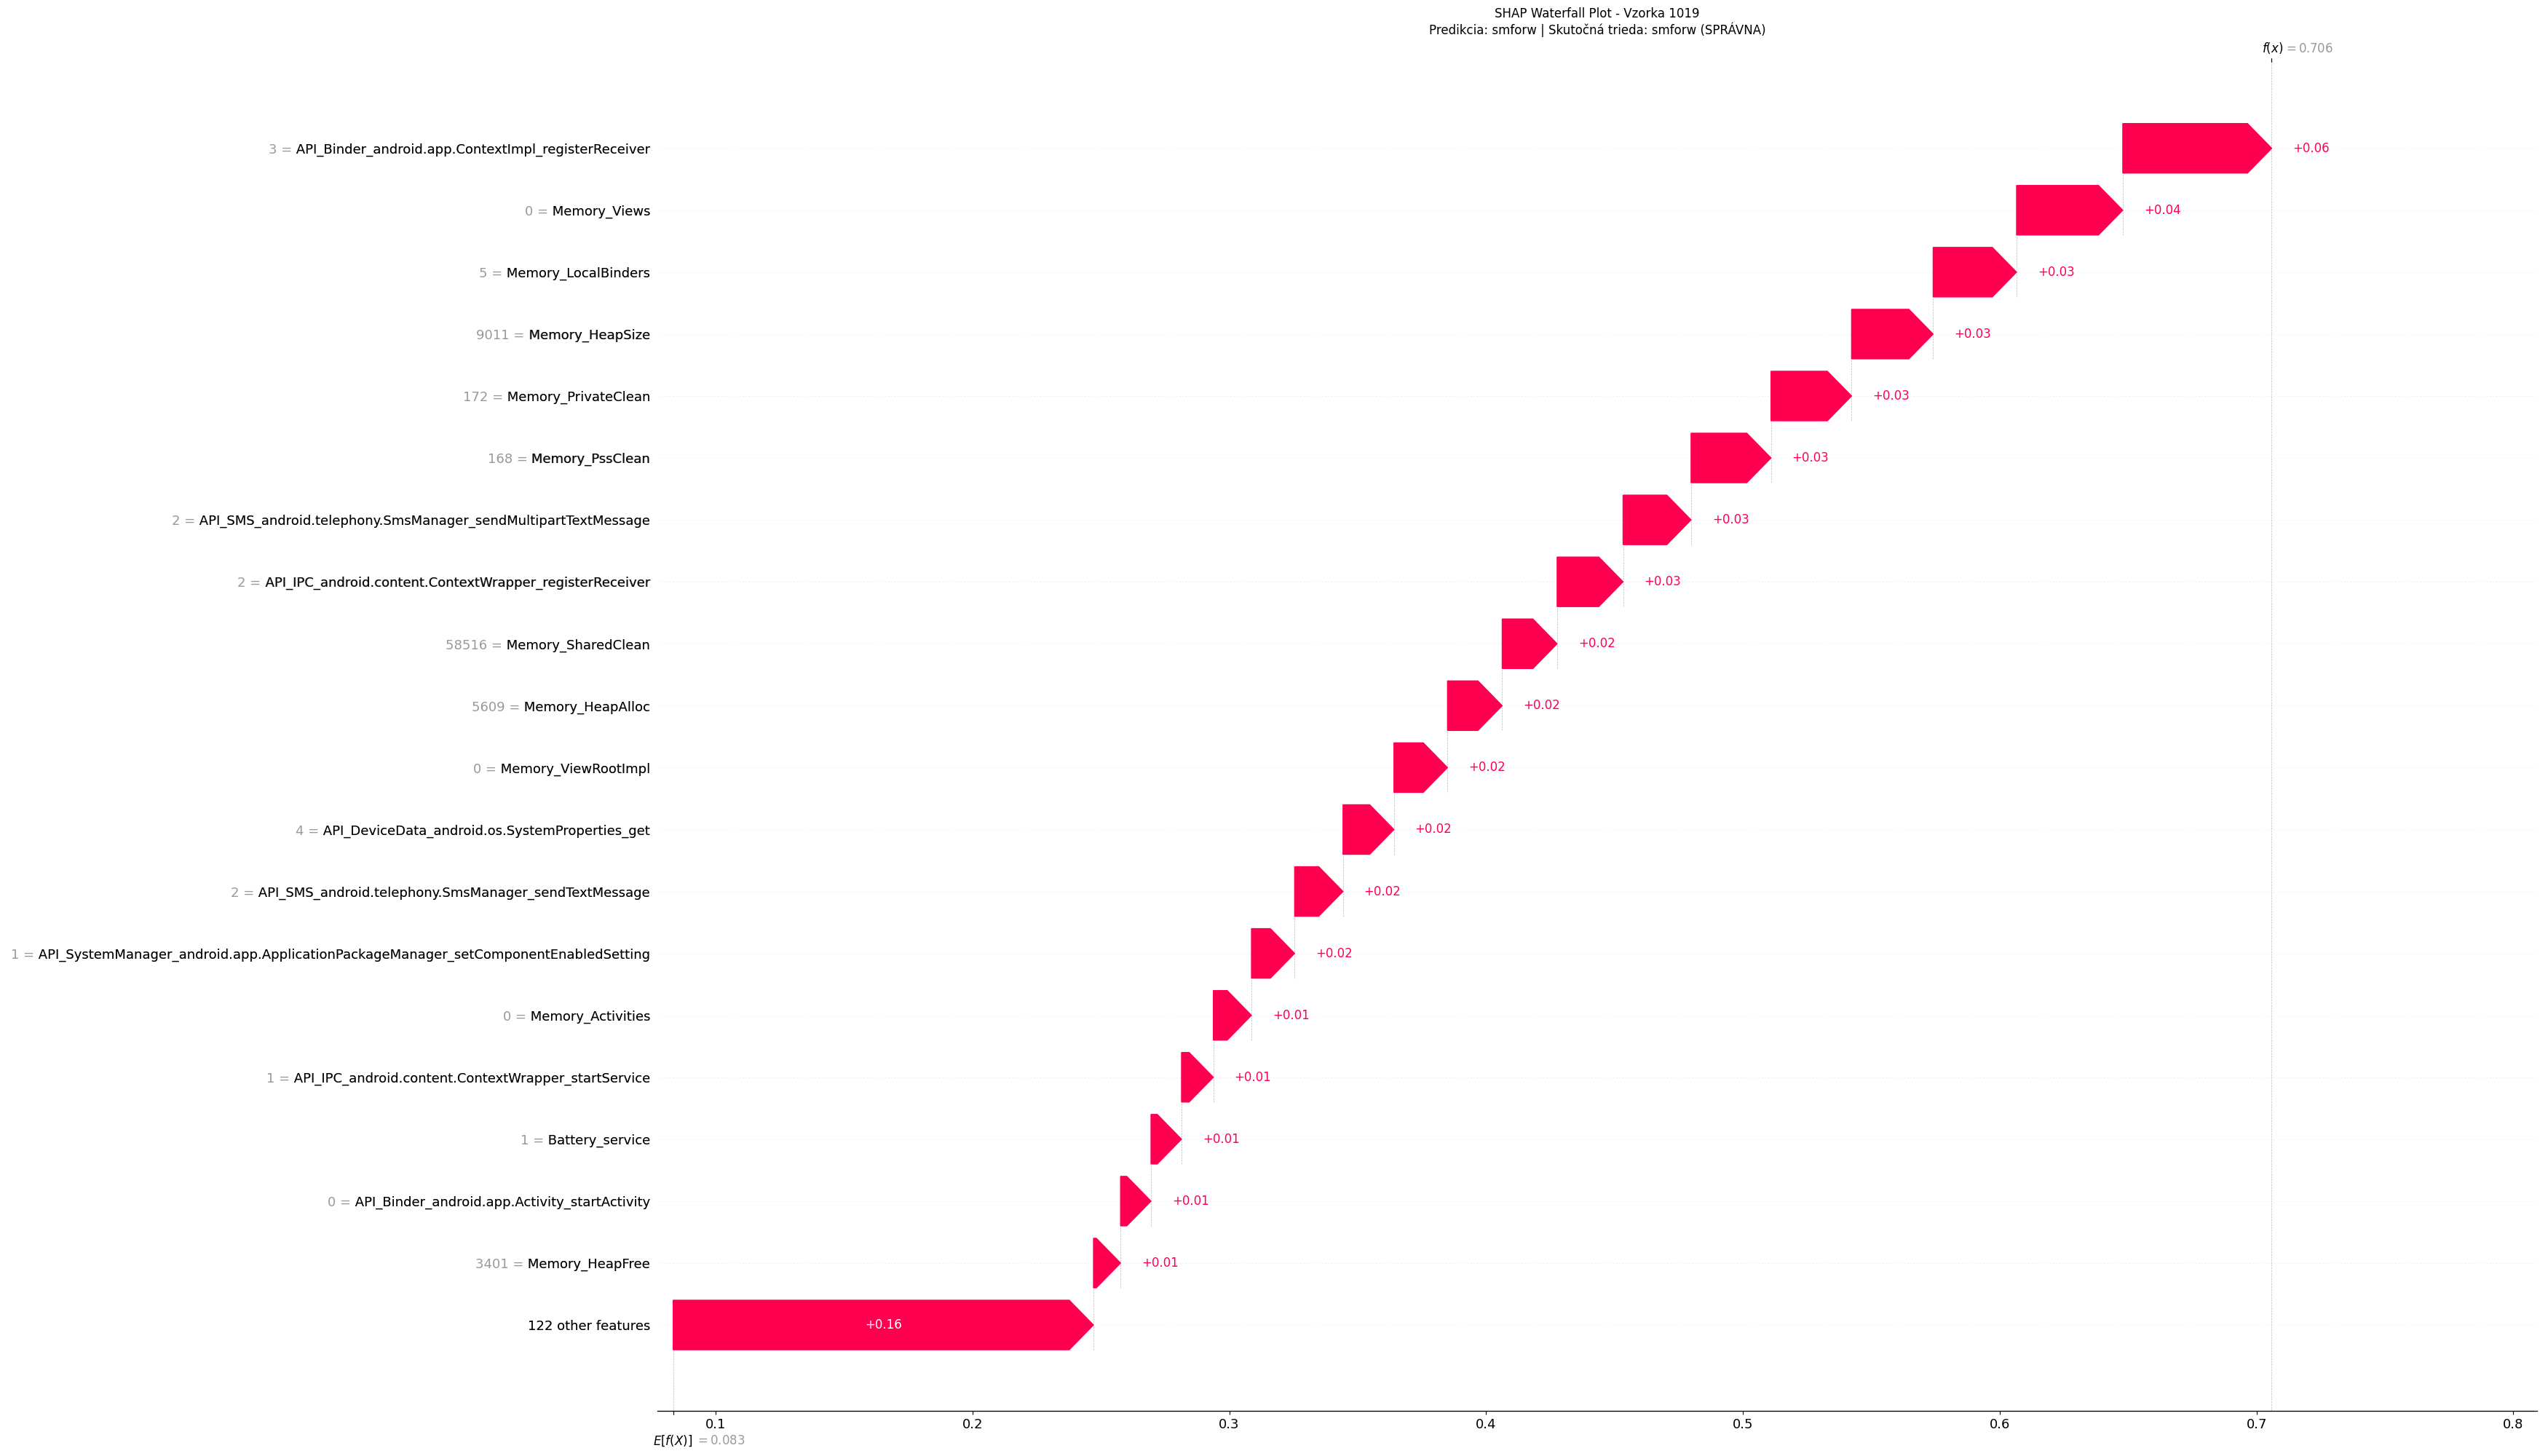 SHAP Waterfall Plot - Vzorka 1019
Predikcia: smforw | Skutočná trieda: smforw (SPRÁVNA)
f(x) = 0.706
3 = API_Binder_android.app.ContextImpl_registerReceiver +0.06
0 = Memory_Views +0.04
5 = Memory_LocalBinders +0.03
9011 = Memory_HeapSize +0.03
172 = Memory_PrivateClean +0.03
168 = Memory_PssClean +0.03
2 = API_SMS_android.telephony.SmsManager_sendMultipartTextMessage +0.03
2 = API_IPC_android.content.ContextWrapper_registerReceiver +0.03
58516 = Memory_SharedClean +0.02
5609 = Memory_HeapAlloc +0.02
0 = Memory_ViewRootImpl +0.02
4 = API_DeviceData_android.os.SystemProperties_get +0.02
2 = API_SMS_android.telephony.SmsManager_sendTextMessage +0.02
1 = API_SystemManager_android.app.ApplicationPackageManager_setComponentEnabledSetting +0.02
0 = Memory_Activities +0.01
1 = API_IPC_android.content.ContextWrapper_startService +0.01
1 = Battery_service +0.01
0 = API_Binder_android.app.Activity_startActivity +0.01
3401 = Memory_HeapFree +0.01
122 other features +0.16
0.1 0.2 0.3 0.4 0.5 0.6 0.7 0.8
E[f(X)] = 0.083